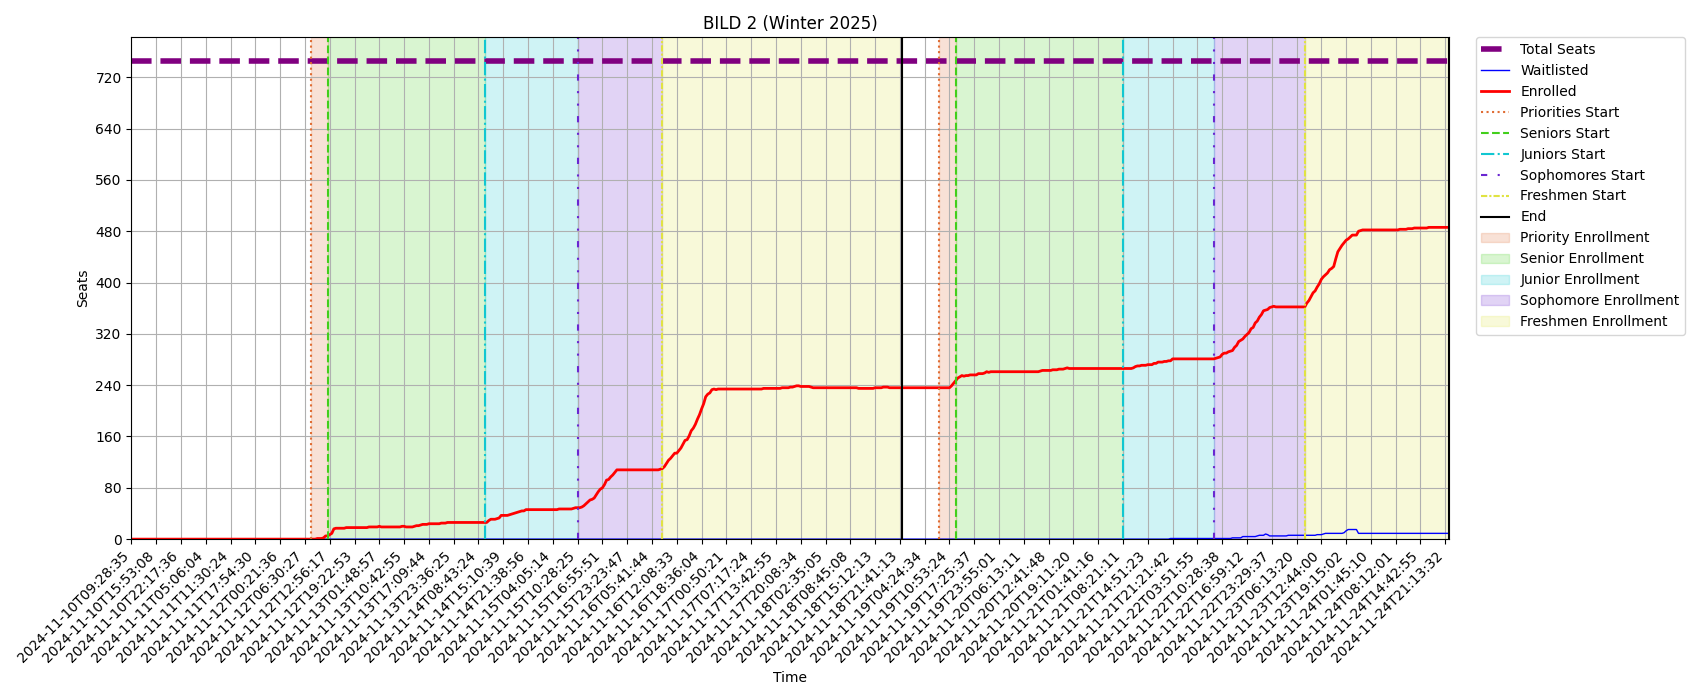 BILD 2 (Winter 2025)
Total Seats
Waitlisted
Enrolled
Priorities Start
Seniors Start
Juniors Start
Sophomores Start
Freshmen Start
End
Priority Enrollment
Senior Enrollment
Junior Enrollment
Sophomore Enrollment
Freshmen Enrollment
Seats
720
640
560
480
400
320
240
160
80
0
2024-11-10T09:28:35
2024-11-10T15:53:08
2024-11-10T22:17:36
2024-11-11T05:06:04
2024-11-11T11:30:24
2024-11-11T17:54:30
2024-11-12T00:21:36
2024-11-12T06:30:27
2024-11-12T12:56:17
2024-11-12T19:22:53
2024-11-13T01:48:57
2024-11-13T10:42:55
2024-11-13T17:09:44
2024-11-13T23:36:25
2024-11-14T08:43:24
2024-11-14T15:10:39
2024-11-14T21:38:56
2024-11-15T04:05:14
2024-11-15T10:28:25
2024-11-15T16:55:51
2024-11-15T23:23:47
2024-11-16T05:41:44
2024-11-16T12:08:33
2024-11-16T18:36:04
2024-11-17T00:50:21
2024-11-17T07:17:24
2024-11-17T13:42:55
2024-11-17T20:08:34
2024-11-18T02:35:05
2024-11-18T08:45:08
2024-11-18T15:12:13
2024-11-18T21:41:13
2024-11-19T04:24:34
2024-11-19T10:53:24
2024-11-19T17:25:37
2024-11-19T23:55:01
2024-11-20T06:13:11
2024-11-20T12:41:48
2024-11-20T19:11:20
2024-11-21T01:41:16
2024-11-21T08:21:11
2024-11-21T14:51:23
2024-11-21T21:21:42
2024-11-22T03:51:55
2024-11-22T10:28:38
2024-11-22T16:59:12
2024-11-22T23:29:37
2024-11-23T06:13:20
2024-11-23T12:44:00
2024-11-23T19:15:02
2024-11-24T01:45:10
2024-11-24T08:12:01
2024-11-24T14:42:55
2024-11-24T21:13:32
Time